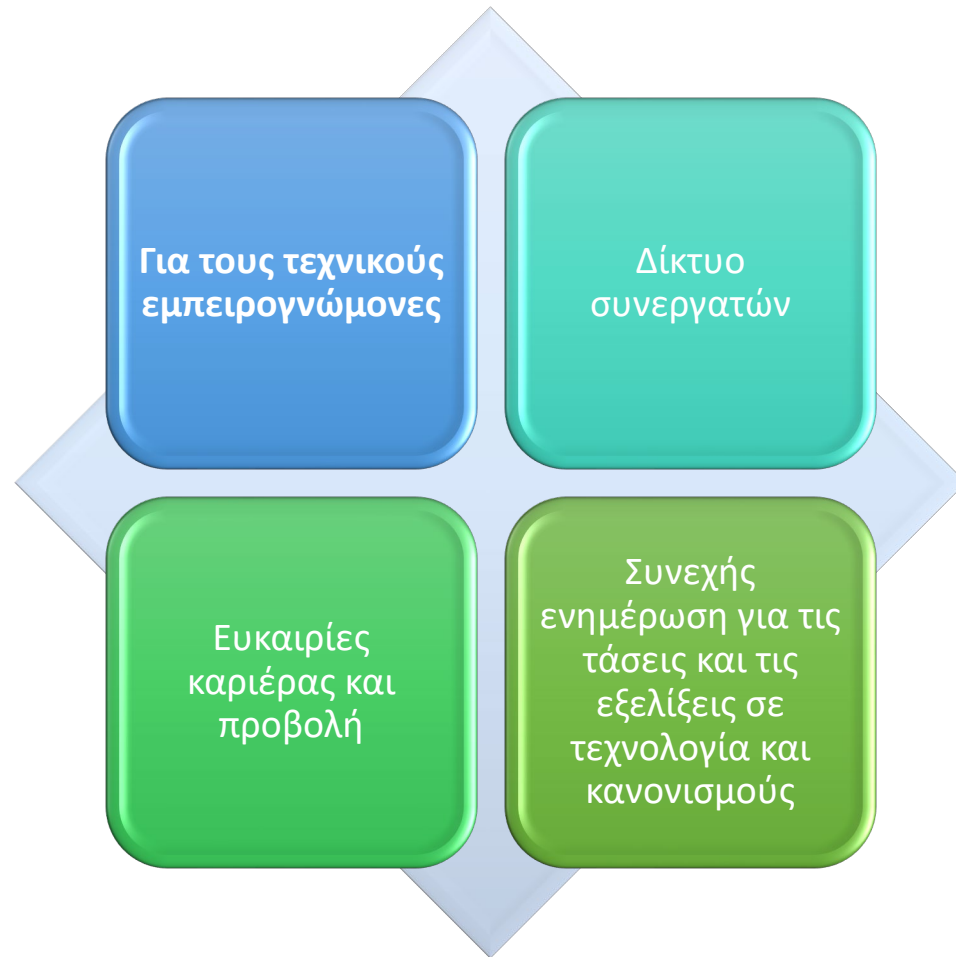 Για τους τεχνικούς
εμπειρογνώμονες
Δίκτυο
συνεργατών
Ευκαιρίες
καριέρας και
προβολή
Συνεχής
ενημέρωση για τις
τάσεις και τις
εξελίξεις σε
τεχνολογία και
κανονισμούς